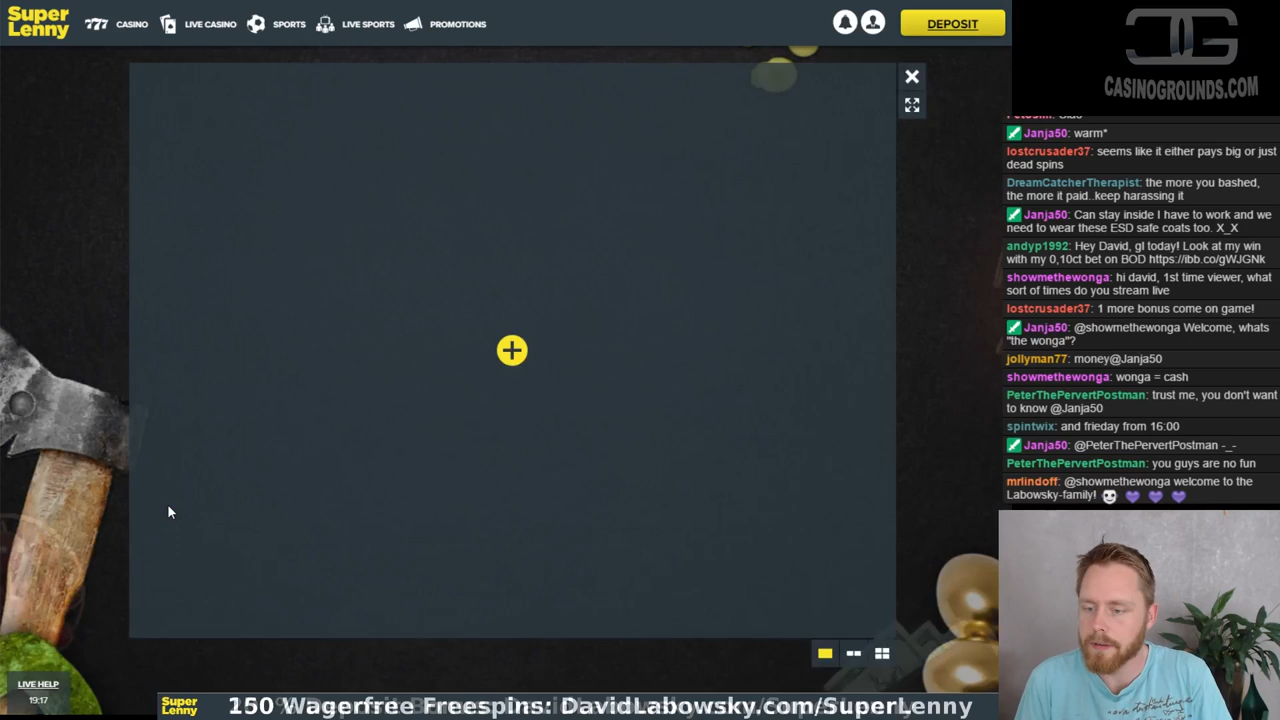 Super
Lenny
777 CASINO
LIVE CASINO
SPORTS
LIVE SPORTS
PROMOTIONS
DEPOSIT
CG
CASINOGROUNDS.COM
Janja50: warm*
lostcrusader37: seems like it either pays big or just
dead spins
DreamCatcherTherapist: the more you bashed,
the more it paid..keep harassing it
Janja50: Can stay inside I have to work and we
need to wear these ESD safe coats too. X_X
andyp1992: Hey David, gl today! Look at my win
with my 0,10ct bet on BOD https://ibb.co/gWJGNk
showmethewonga: hi david, 1st time viewer, what
sort of times do you stream live
lostcrusader37: 1 more bonus come on game!
Janja50: @showmethewonga Welcome, whats
"the wonga"?
jollyman77: money@Janja50
showmethewonga: wonga = cash
PeterThePervertPostman: trust me, you don't want
to know @Janja50
spintwix: and frieday from 16:00
Janja50: @PeterThePervertPostman -_-
PeterThePervertPostman: you guys are no fun
mrlindoff: @showmethewonga welcome to the
Labowsky-family!
LIVE HELP
19:17
Super
Lenny
150 % Wagerfree Freespins: DavidLabowsky.com/SuperLenny